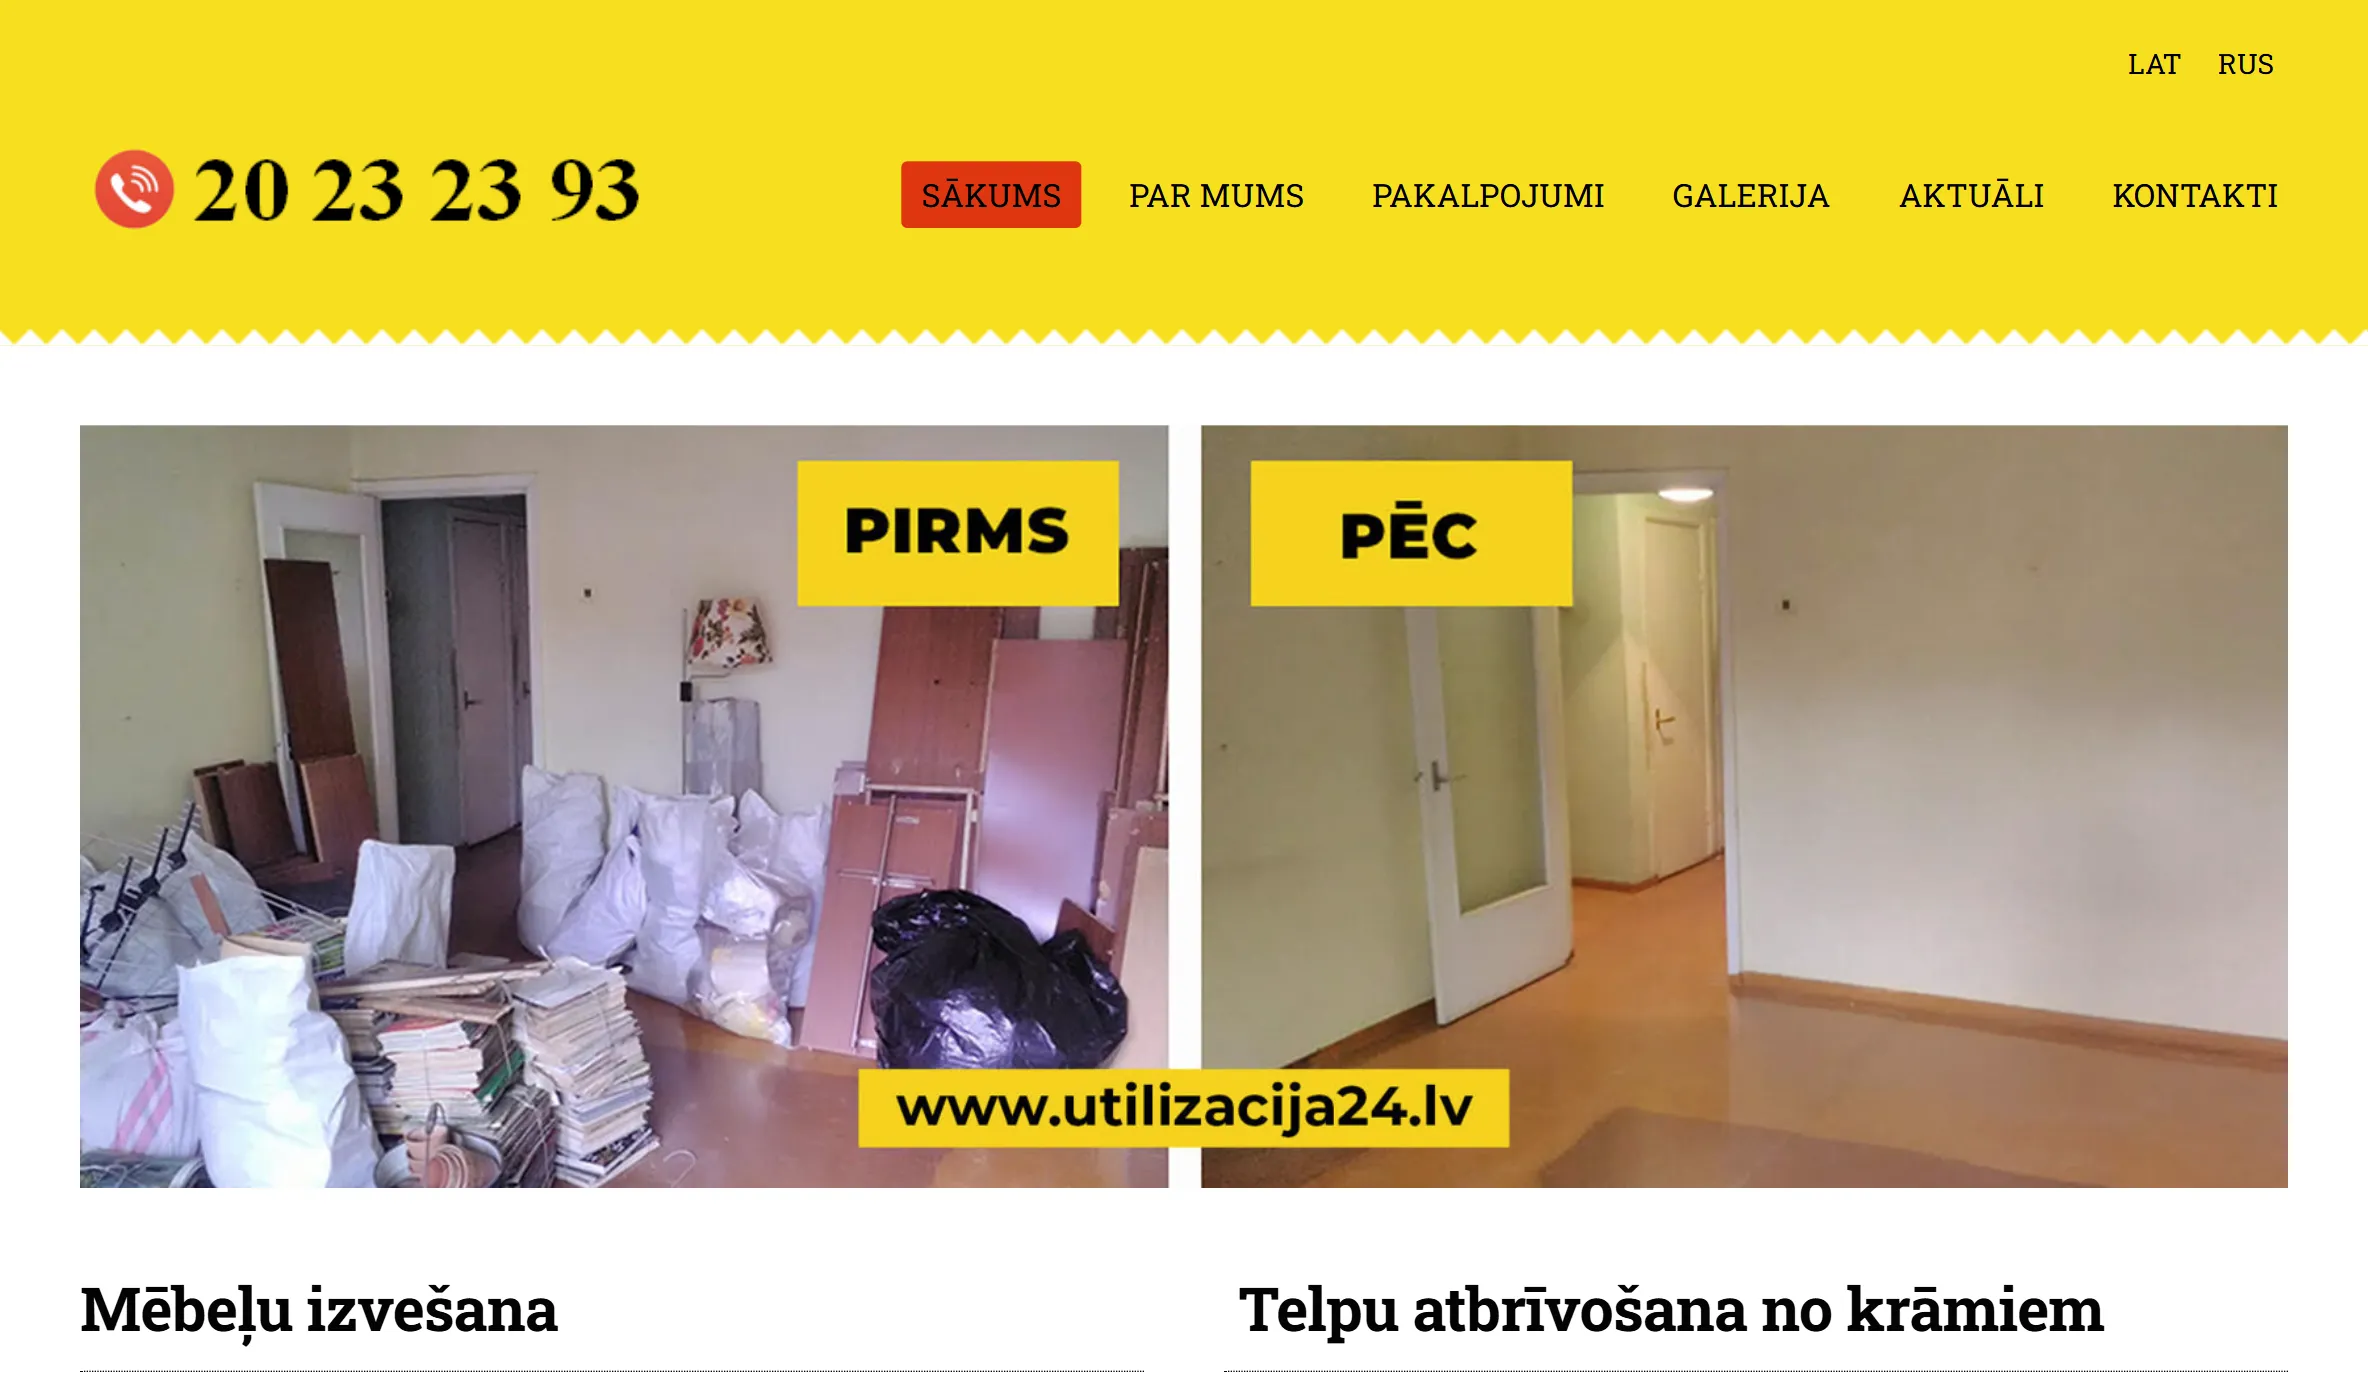 LAT RUS
20 23 23 93
SĀKUMS PAR MUMS PAKALPOJUMI GALERIJA AKTUĀLI KONTAKTI
PIRMS
PĒC
www.utilizacija24.lv
Mēbeļu izvešana
Telpu atbrīvošana no krāmiem